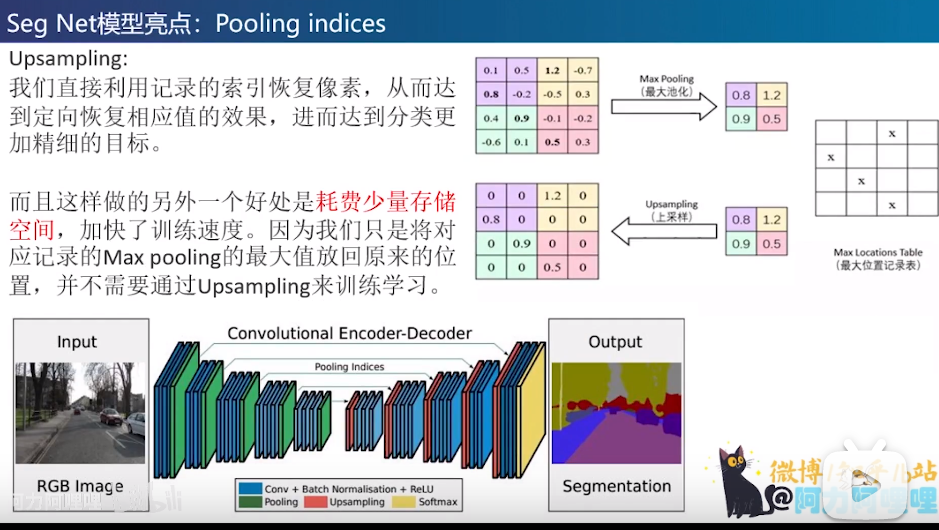 Seg Net模型亮点：Pooling indices
Upsampling:
我们直接利用记录的索引恢复像素，从而达
到定向恢复相应值的效果，进而达到分类更
加精细的目标。
而且这样做的另外一个好处是耗费少量存储
空间，加快了训练速度。因为我们只是将对
应记录的Max pooling的最大值放回原来的位
置，并不需要通过Upsampling来训练学习。
0.1 0.5 1.2 -0.7
0.8 -0.2 -0.5 0.3
0.4 0.9 -0.1 -0.2
-0.6 0.1 0.5 0.3
Max Pooling
（最大池化）
0.8 1.2
0.9 0.5
x
x
x
x
Max Locations Table
（最大位置记录表）
0 0 1.2 0
0.8 0 0 0
0 0.9 0 0
0 0 0.5 0
Upsampling
（上采样）
0.8 1.2
0.9 0.5
Input
RGB Image
Convolutional Encoder-Decoder
Pooling Indices
Conv + Batch Normalisation + ReLU
Pooling Upsampling Softmax
Output
Segmentation
阿力阿哩哩
微博
站
@阿力阿哩哩